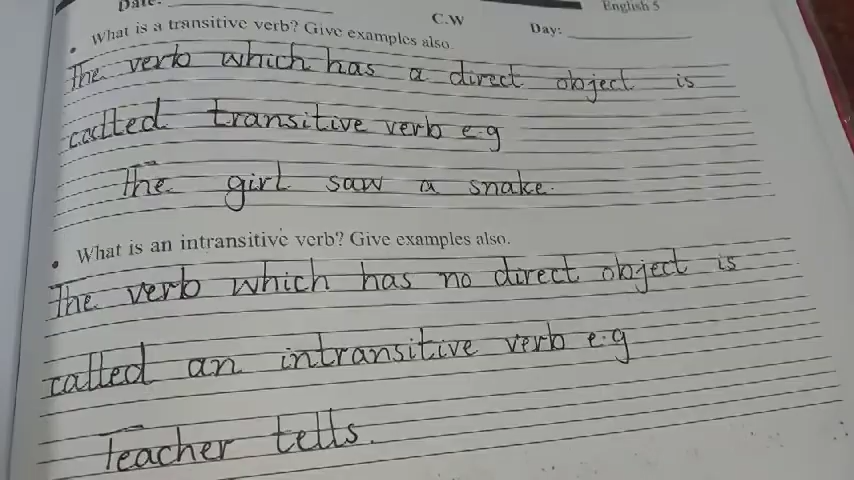 Date:
C.W
English 5
Day:
• What is a transitive verb? Give examples also.
The verb which has a direct object is
called transitive verb e.g
The girl saw a snake.
• What is an intransitive verb? Give examples also.
The verb which has no direct object is
called an intransitive verb e.g
Teacher tells.